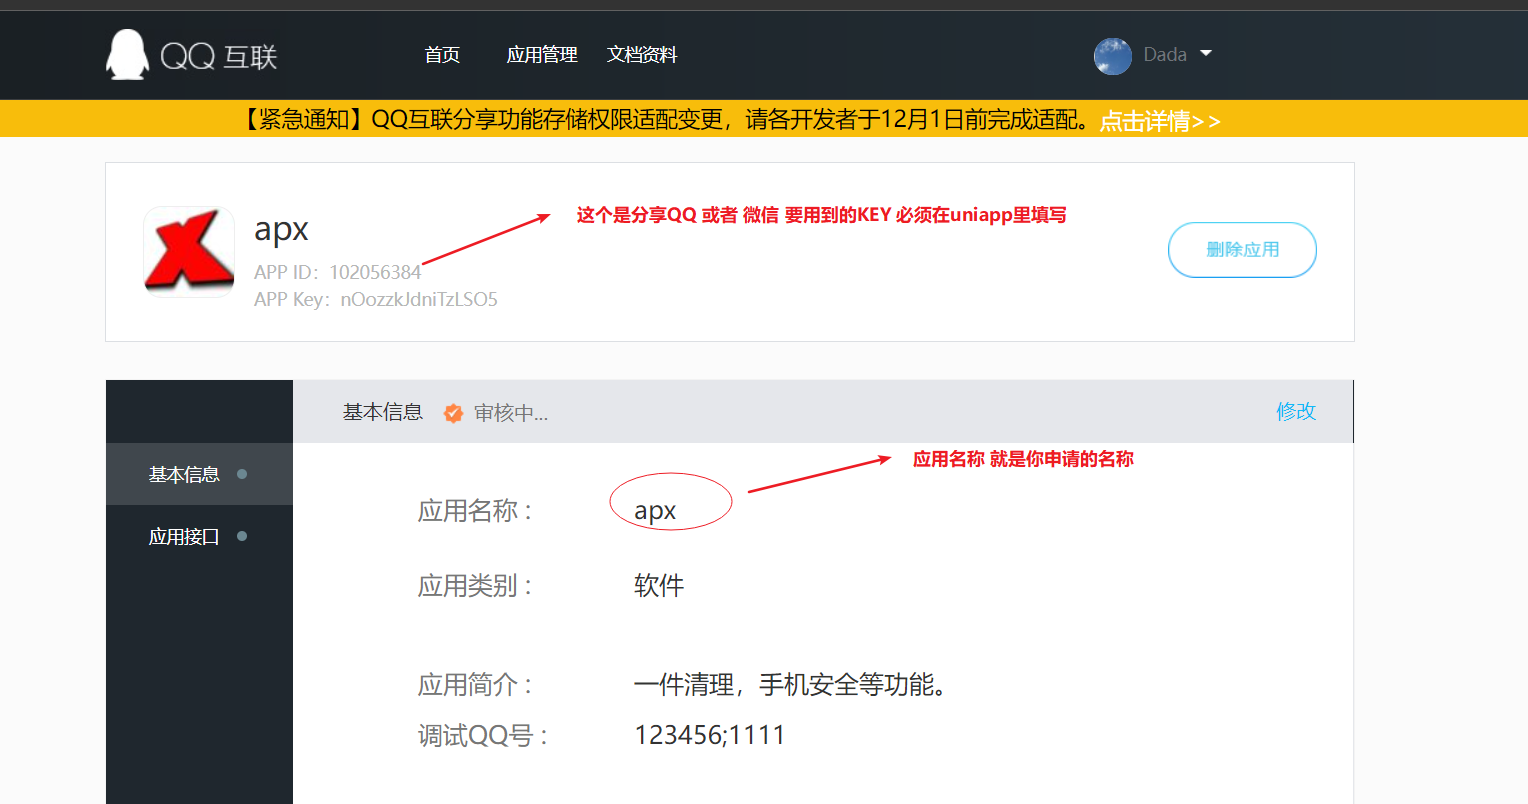 QQ 互联 首页 应用管理 文档资料 Dada
【紧急通知】QQ互联分享功能存储权限适配变更，请各开发者于12月1日前完成适配。点击详情>>
apx
这个是分享QQ 或者 微信 要用到的KEY 必须在uniapp里填写
删除应用
APP ID：102056384
APP Key：nOozzkJdniTzLSO5
基本信息 审核中... 修改
基本信息
应用接口
应用名称 就是你申请的名称
应用名称 : apx
应用类别 : 软件
应用简介 : 一件清理，手机安全等功能。
调试QQ号 : 123456;1111